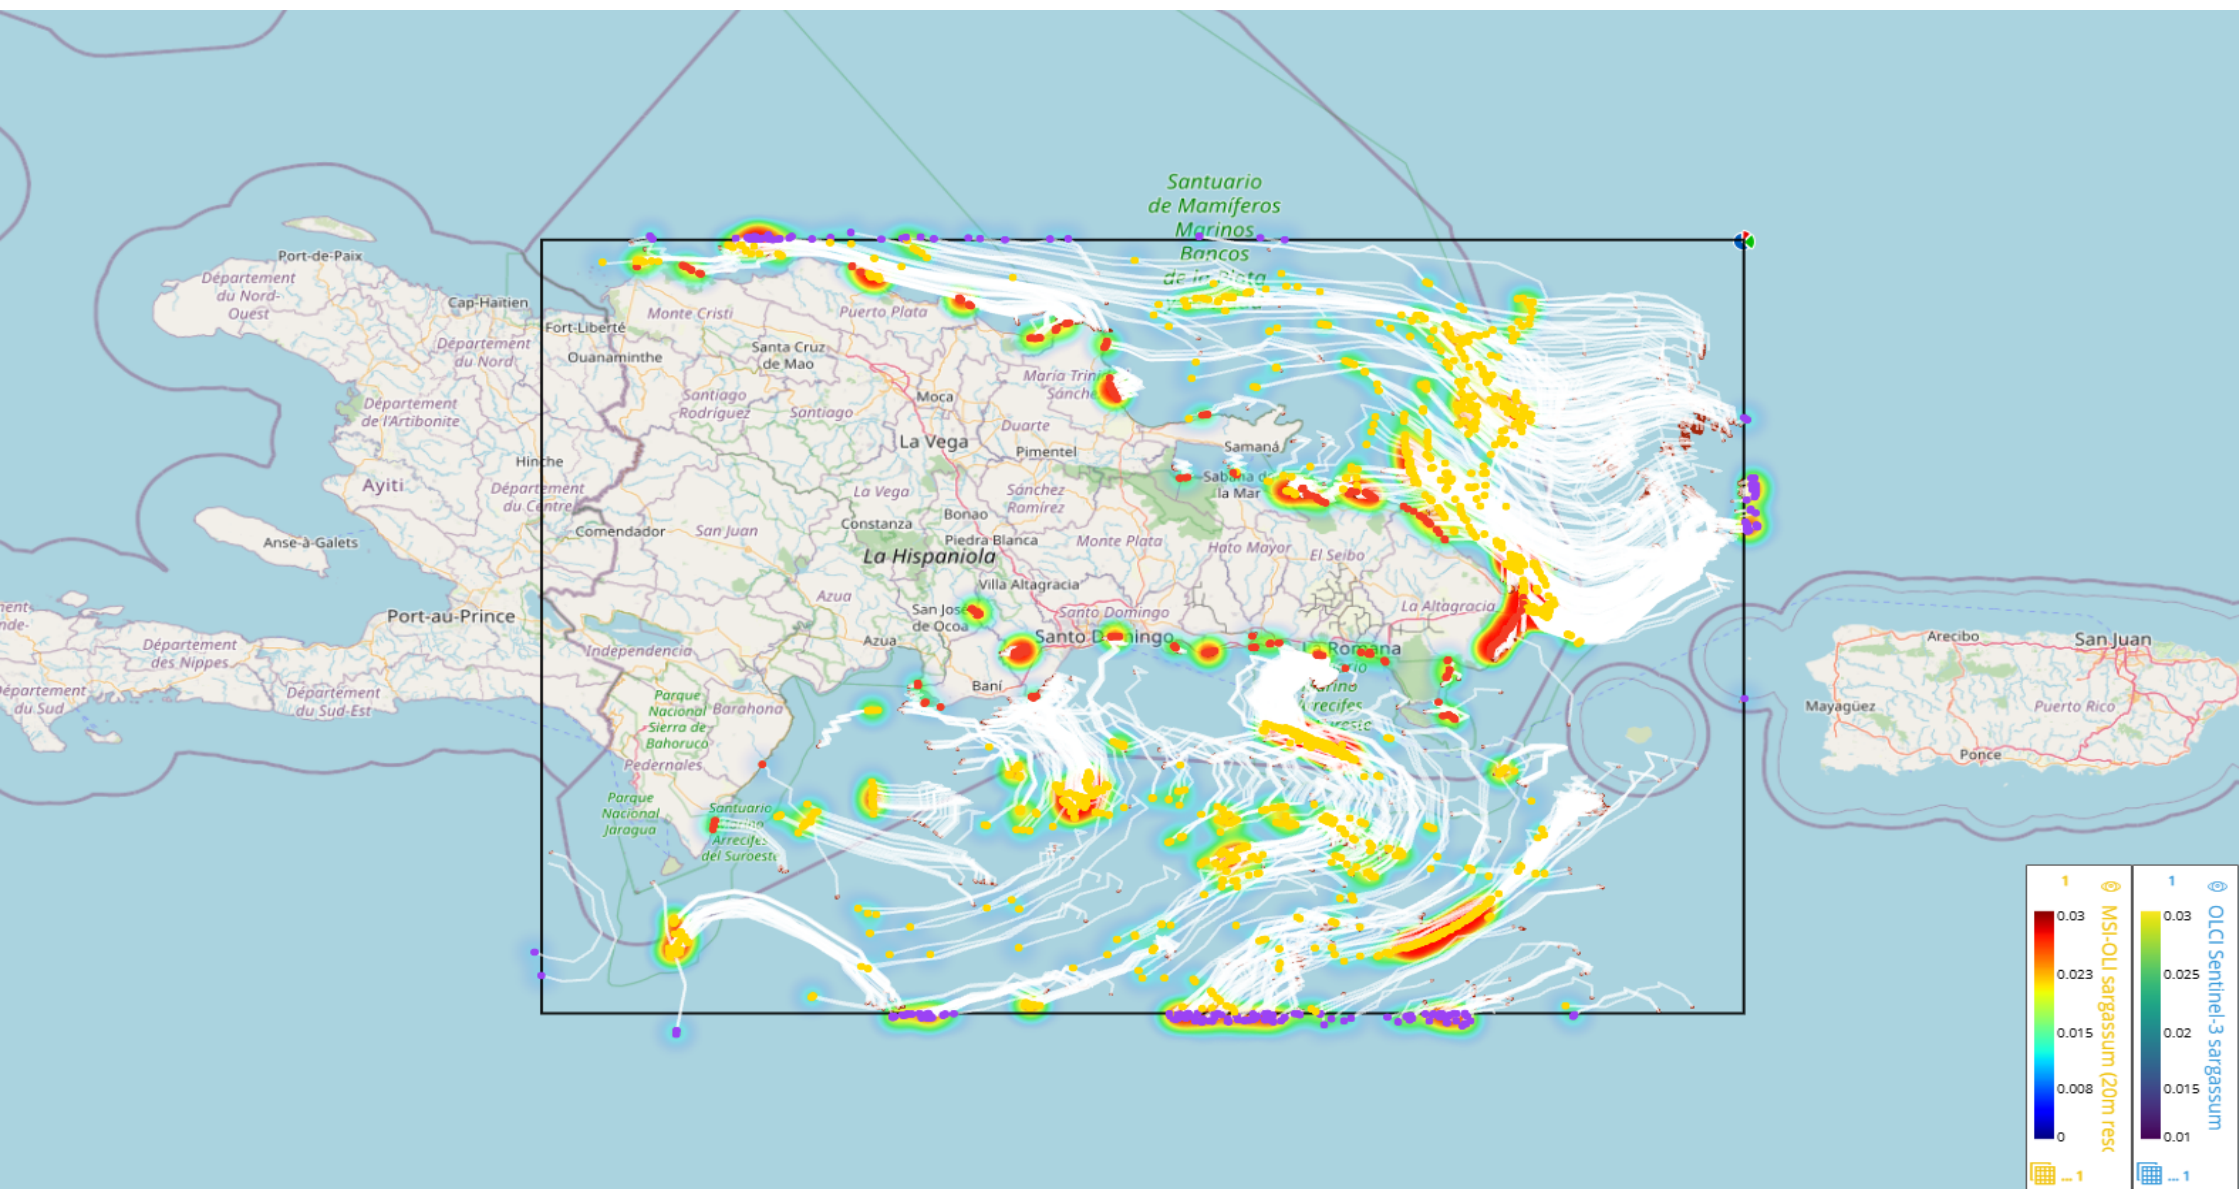 Santuario
de Mamíferos
Marinos
Bancos
de la Plata
Port-de-Paix
Département
du Nord-
Ouest
Cap-Haïtien
Fort-Liberté
Ouanaminthe
Département
du Nord
Monte Cristi
Puerto Plata
Santa Cruz
de Mao
Santiago
Rodríguez
Santiago
Moca
Duarte
La Vega
Pimentel
Samaná
Sabana de
la Mar
Département
de l'Artibonite
Hinche
Ayiti
Département
du Centre
La Vega
Sánchez
Ramírez
Constanza
Bonao
Comendador
San Juan
Piedra Blanca
Monte Plata
Hato Mayor
El Seibo
La Hispaniola
Anse-à-Galets
Villa Altagracia
Azua
San José
de Ocoa
Santo Domingo
La Altagracia
Port-au-Prince
Azua
Santo Domingo
La Romana
Independencia
Département
des Nippes
Département
du Sud
Département
du Sud-Est
Baní
Parque
Nacional
Sierra de
Bahoruco
Barahona
Pedernales
Parque
Nacional
Jaragua
Santuario
Marino
Arrecifes
del Suroeste
Arecibo
San Juan
Mayagüez
Puerto Rico
Ponce
1
0.03
0.023
0.015
0.008
0
MSI-OLI sargassum (20m resc
... 1
1
0.03
0.025
0.02
0.015
0.01
OLCI Sentinel-3 sargassum
... 1